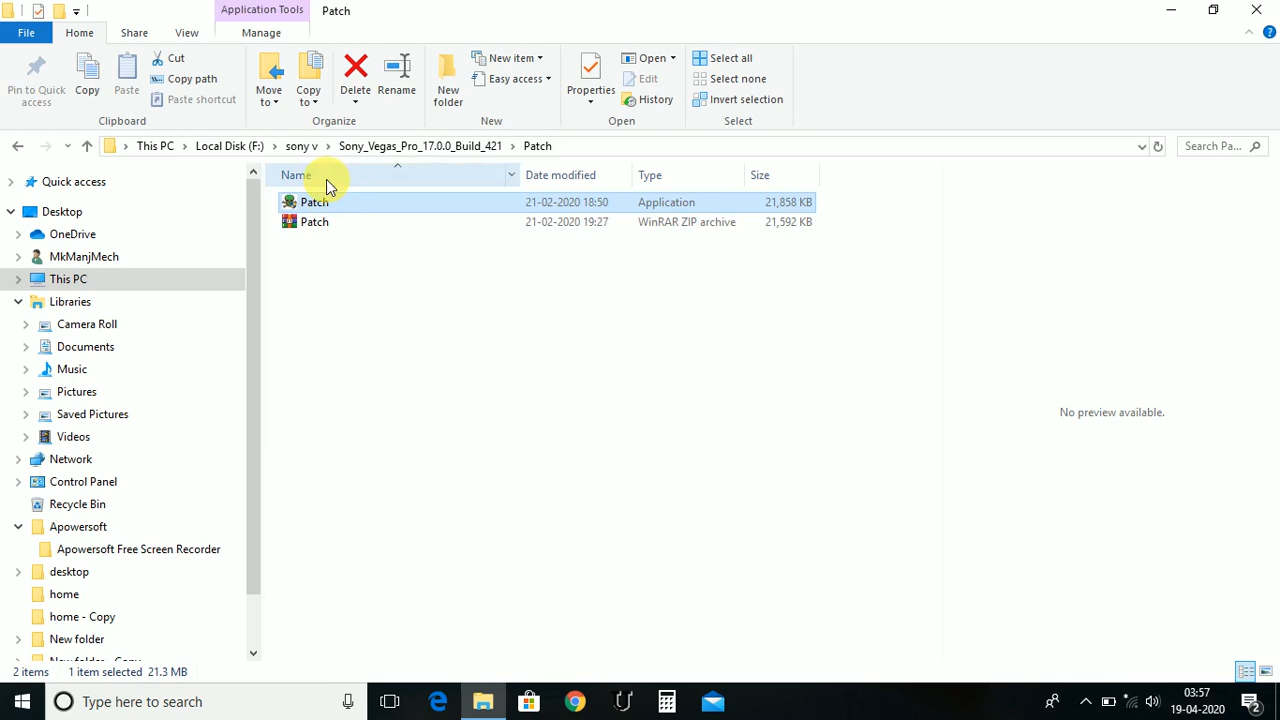 Application Tools
Patch
File
Home
Share
View
Manage
Pin to Quick access
Copy
Paste
Cut
Copy path
Paste shortcut
Clipboard
Move to
Copy to
Delete
Rename
Organize
New folder
New item
Easy access
New
Properties
Open
Edit
History
Open
Select all
Select none
Invert selection
Select
This PC
Local Disk (F:)
sony v
Sony_Vegas_Pro_17.0.0_Build_421
Patch
Search Pa...
Name
Date modified
Type
Size
Patch
21-02-2020 18:50
Application
21,858 KB
Patch
21-02-2020 19:27
WinRAR ZIP archive
21,592 KB
Quick access
Desktop
OneDrive
MkManjMech
This PC
Libraries
Camera Roll
Documents
Music
Pictures
Saved Pictures
Videos
Network
Control Panel
Recycle Bin
Apowersoft
Apowersoft Free Screen Recorder
desktop
home
home - Copy
New folder
New folder - Copy
No preview available.
2 items
1 item selected 21.3 MB
Type here to search
03:57
19-04-2020
2